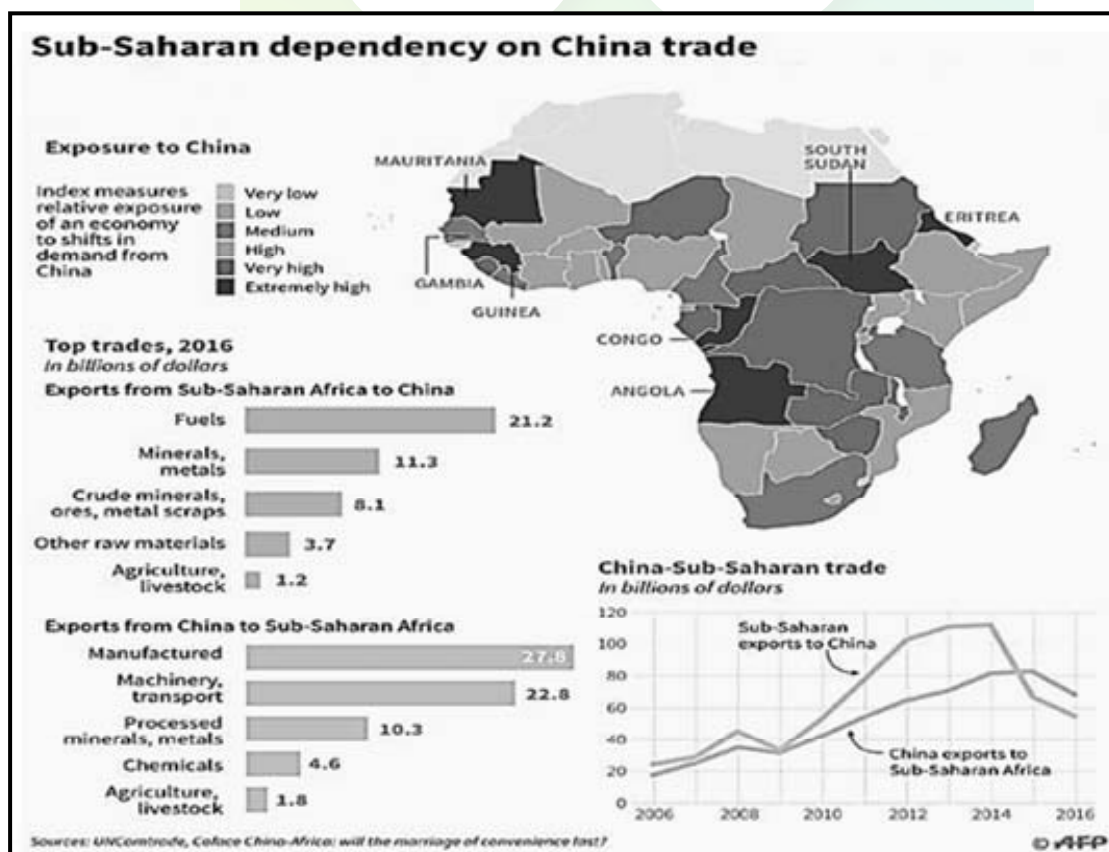 Sub-Saharan dependency on China trade
Exposure to China
Index measures
relative exposure
of an economy
to shifts in
demand from
China
Very low
Low
Medium
High
Very high
Extremely high
MAURITANIA
GAMBIA
GUINEA
SOUTH
SUDAN
ERITREA
CONGO
ANGOLA
Top trades, 2016
In billions of dollars
Exports from Sub-Saharan Africa to China
Fuels 21.2
Minerals,
metals 11.3
Crude minerals,
ores, metal scraps 8.1
Other raw materials 3.7
Agriculture,
livestock 1.2
Exports from China to Sub-Saharan Africa
Manufactured 27.8
Machinery,
transport 22.8
Processed
minerals, metals 10.3
Chemicals 4.6
Agriculture,
livestock 1.8
China-Sub-Saharan trade
In billions of dollars
120
100
80
60
40
20
0
Sub-Saharan
exports to China
China exports to
Sub-Saharan Africa
2006 2008 2010 2012 2014 2016
Sources: UNComtrade, Coface China-Africa: will the marriage of convenience last?
© AFP